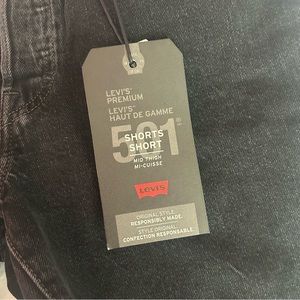 LEVI'S®
PREMIUM
LEVI'S®
HAUT DE GAMME
501®
SHORTS
SHORT
MID THIGH
MI-CUISSE
LEVI'S
ORIGINAL STYLE.
RESPONSIBLY MADE.
STYLE ORIGINAL.
CONFECTION RESPONSABLE.